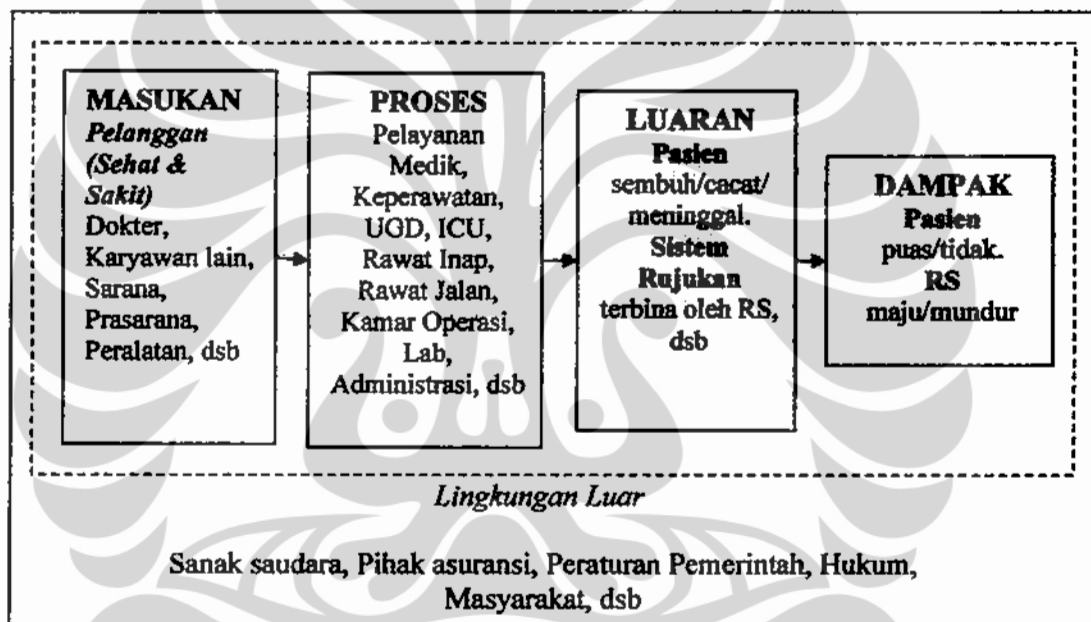 MASUKAN
Pelanggan
(Sehat &
Sakit)
Dokter,
Karyawan lain,
Sarana,
Prasarana,
Peralatan, dsb
PROSES
Pelayanan
Medik,
Keperawatan,
UGD, ICU,
Rawat Inap,
Rawat Jalan,
Kamar Operasi,
Lab,
Administrasi, dsb
LUARAN
Pasien
sembuh/cacat/
meninggal.
Sistem
Rujukan
terbina oleh RS,
dsb
DAMPAK
Pasien
puas/tidak.
RS
maju/mundur
Lingkungan Luar
Sanak saudara, Pihak asuransi, Peraturan Pemerintah, Hukum,
Masyarakat, dsb